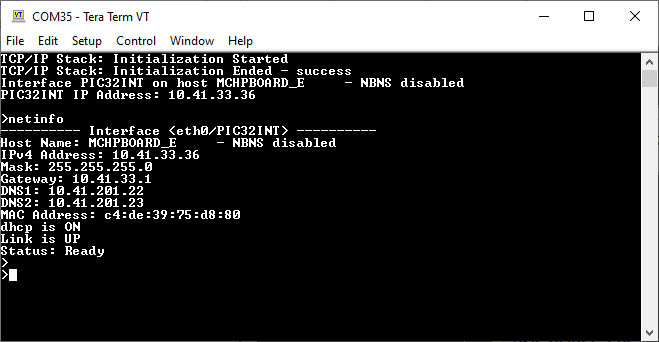 COM35 - Tera Term VT
File Edit Setup Control Window Help
TCP/IP Stack: Initialization Started
TCP/IP Stack: Initialization Ended - success
Interface PIC32INT on host MCHPBOARD_E     - NBNS disabled
PIC32INT IP Address: 10.41.33.36
>netinfo
---------- Interface <eth0/PIC32INT> ----------
Host Name: MCHPBOARD_E     - NBNS disabled
IPv4 Address: 10.41.33.36
Mask: 255.255.255.0
Gateway: 10.41.33.1
DNS1: 10.41.201.22
DNS2: 10.41.201.23
MAC Address: c4:de:39:75:d8:80
dhcp is ON
Link is UP
Status: Ready
>
>